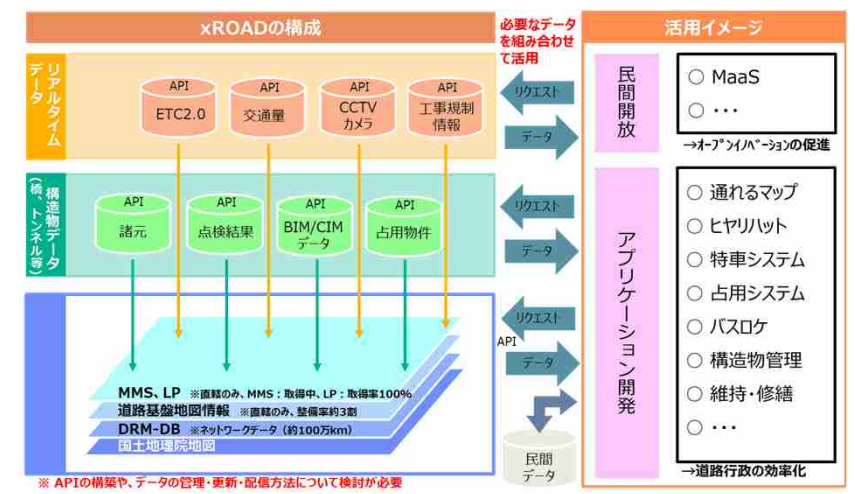 xROADの構成
必要なデータ
を組み合わせ
て活用
活用イメージ
リアルタイム
データ
API
ETC2.0
API
交通量
API
CCTV
カメラ
API
工事規制
情報
リクエスト
データ
民間開放
○ MaaS
○ ・・・
→ｵｰﾌﾟﾝｲﾉﾍﾞｰｼｮﾝの促進
構造物データ
(橋、トンネル等)
API
諸元
API
点検結果
API
BIM/CIM
データ
API
占用物件
リクエスト
データ
アプリケーション開発
○ 通れるマップ
○ ヒヤリハット
○ 特車システム
○ 占用システム
○ バスロケ
○ 構造物管理
○ 維持・修繕
○ ・・・
→道路行政の効率化
リクエスト
API
データ
民間
データ
MMS、LP ※直轄のみ、MMS：取得中、LP：取得率100%
道路基盤地図情報 ※直轄のみ、整備率約3割
DRM-DB ※ネットワークデータ（約100万km）
国土地理院地図
※ APIの構築や、データの管理・更新・配信方法について検討が必要